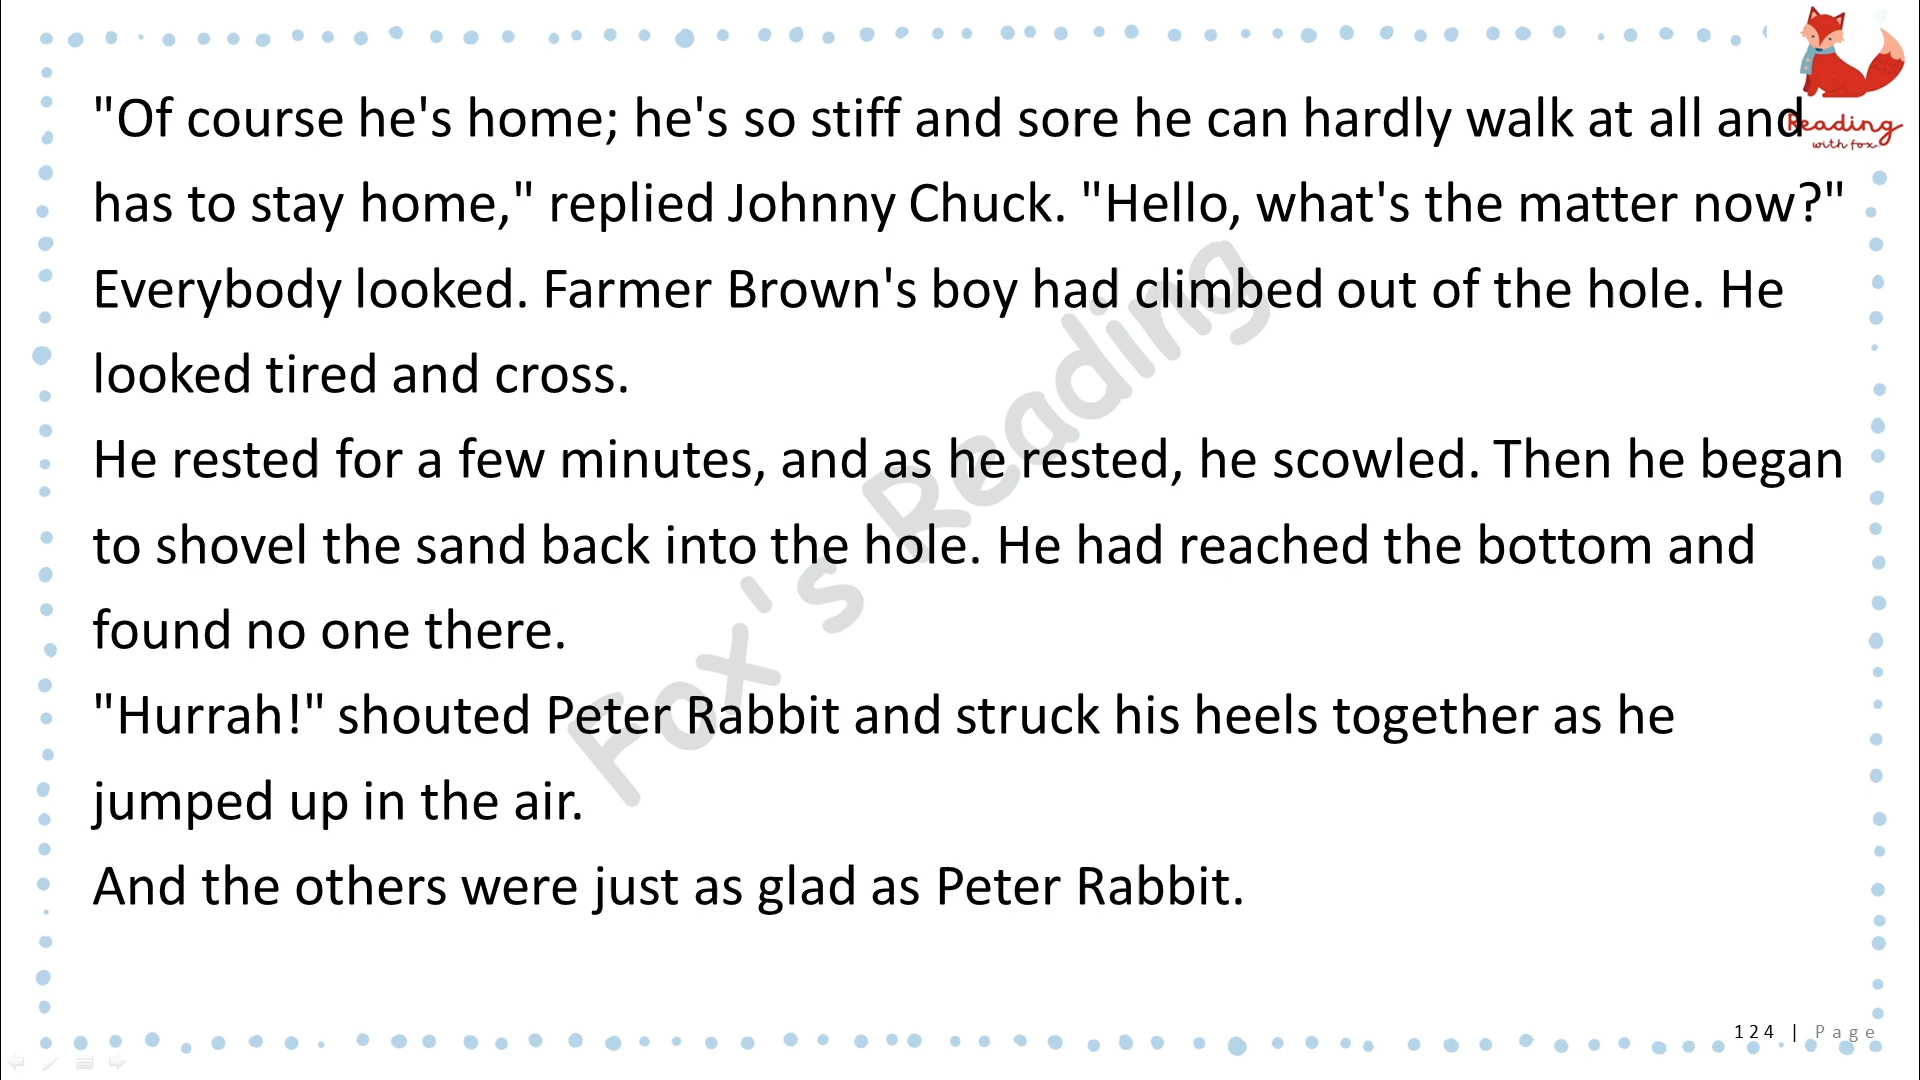 "Of course he's home; he's so stiff and sore he can hardly walk at all and
has to stay home," replied Johnny Chuck. "Hello, what's the matter now?"
Everybody looked. Farmer Brown's boy had climbed out of the hole. He
looked tired and cross.
He rested for a few minutes, and as he rested, he scowled. Then he began
to shovel the sand back into the hole. He had reached the bottom and
found no one there.
"Hurrah!" shouted Peter Rabbit and struck his heels together as he
jumped up in the air.
And the others were just as glad as Peter Rabbit.
Reading
with fox
Fox's Reading
124 | Page